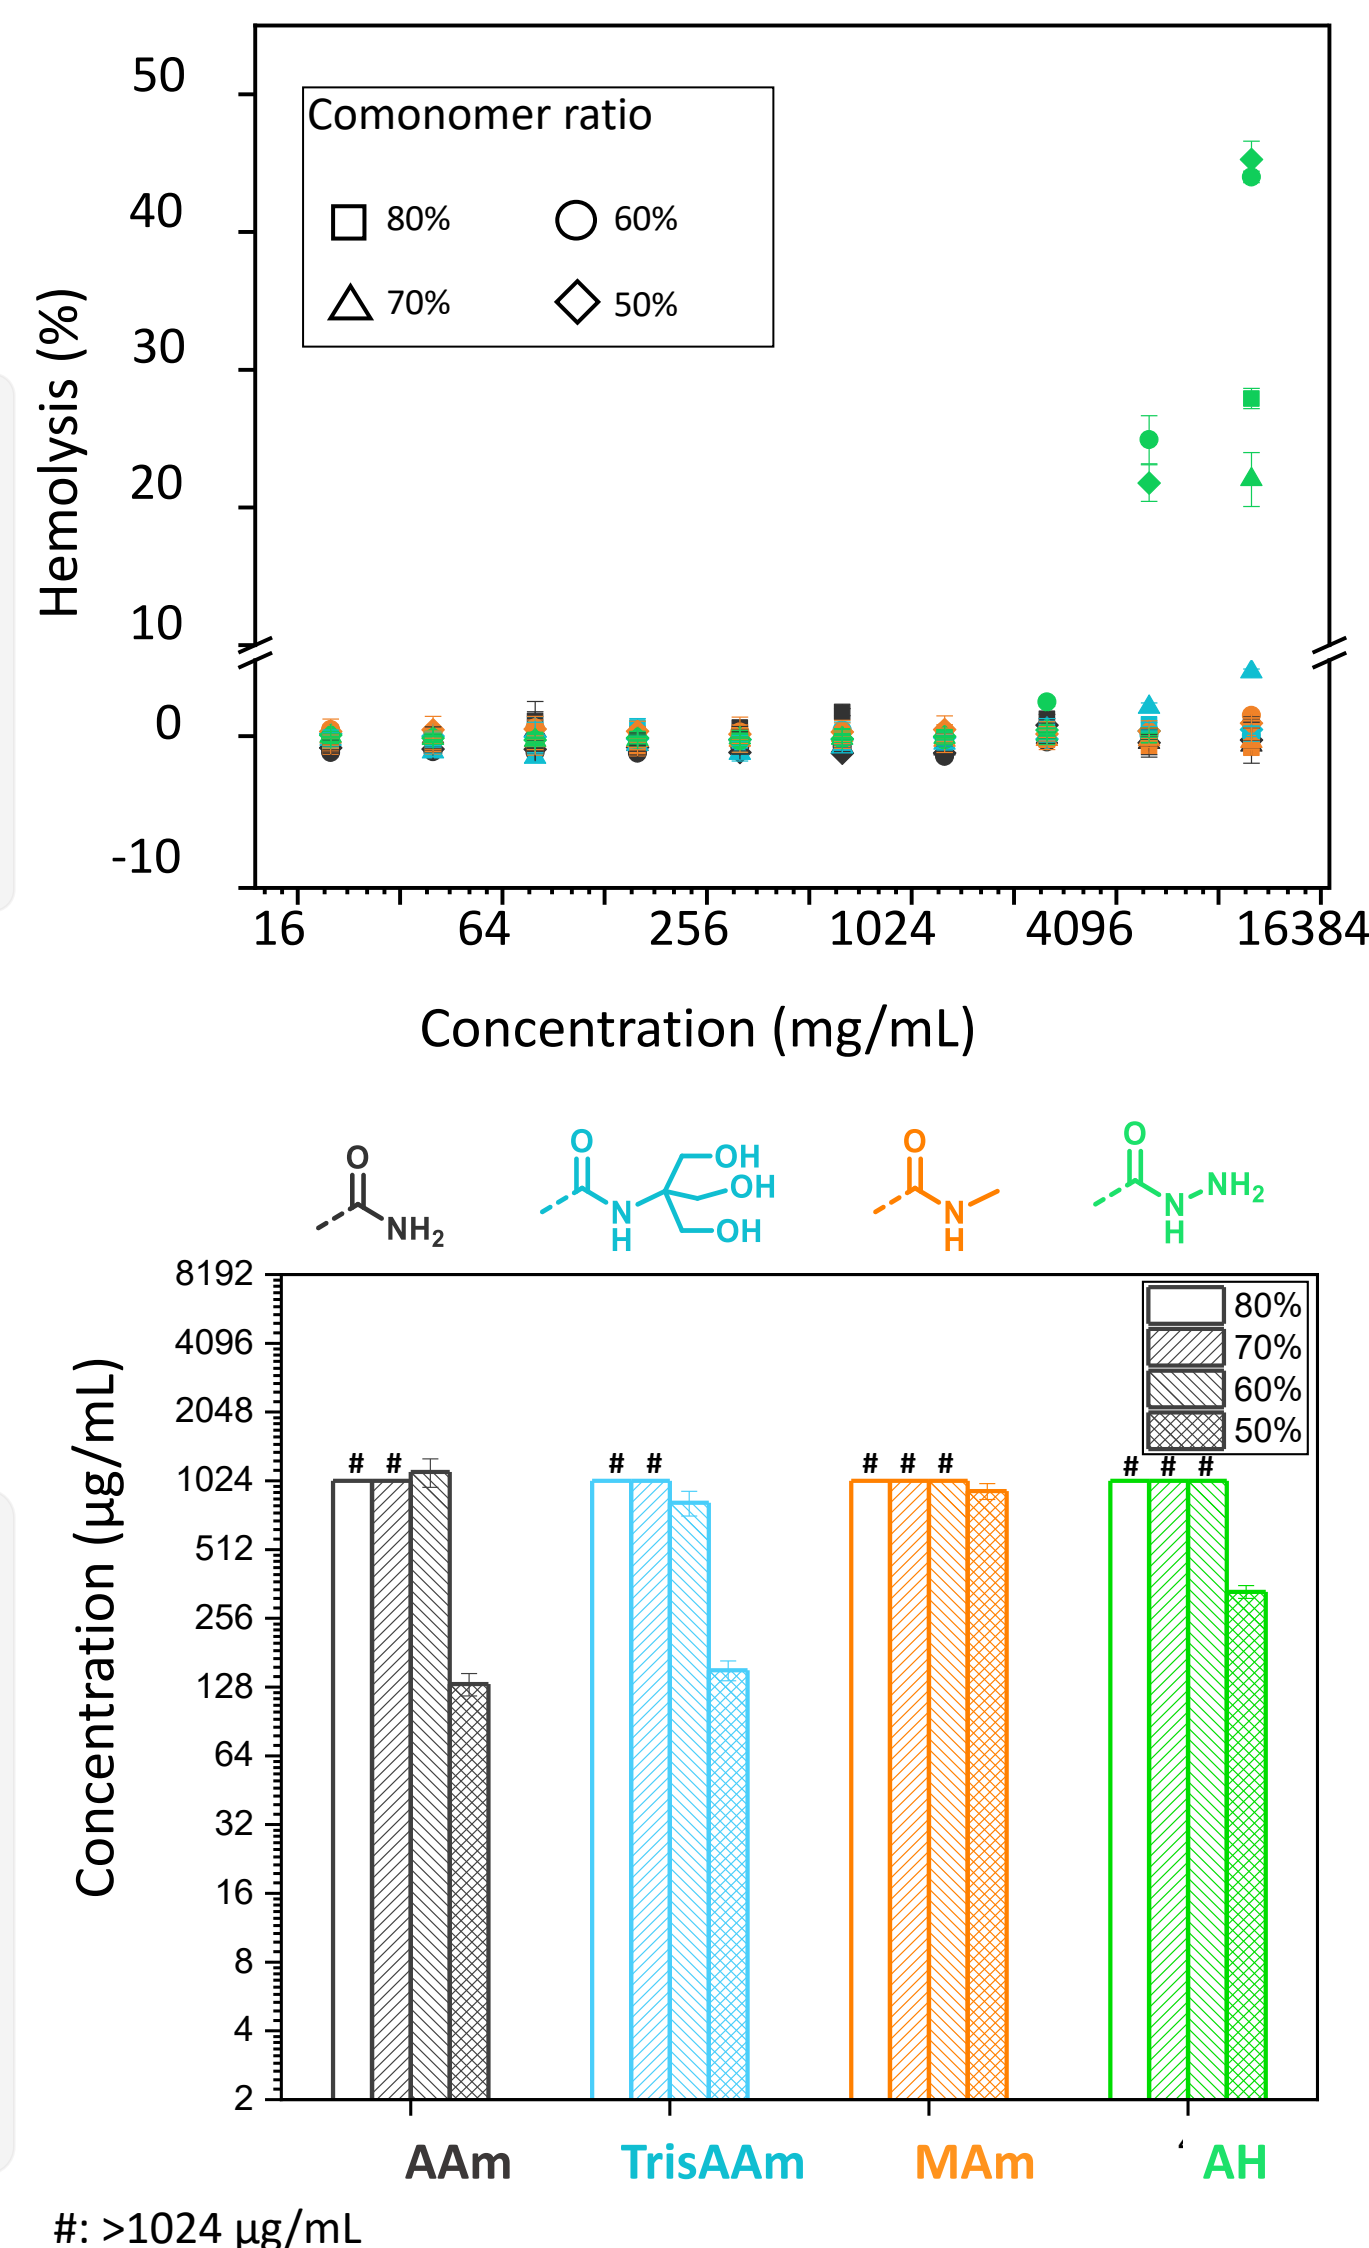 50
40
30
20
10
0
-10
Hemolysis (%)
Comonomer ratio
80% 60%
70% 50%
16 64 256 1024 4096 16384
Concentration (mg/mL)
O
NH2
O
N
H
OH
OH
OH
O
N
H
O
N
H
NH2
8192
4096
2048
1024
512
256
128
64
32
16
8
4
2
Concentration (µg/mL)
80%
70%
60%
50%
# # # # # # # # # #
AAm TrisAAm MAm AH
#: >1024 µg/mL